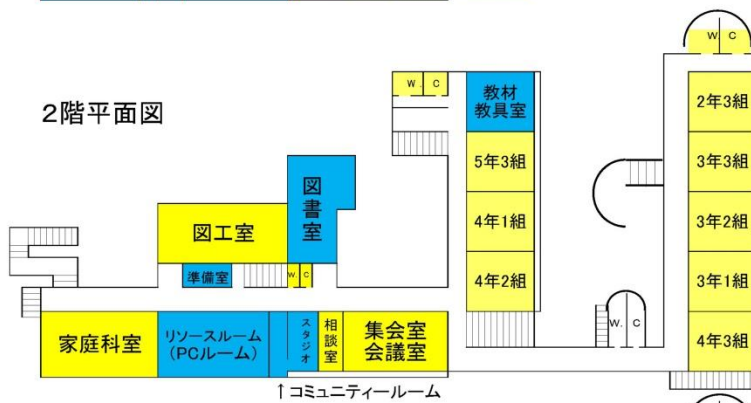 W. C
W. C
2階平面図
教材
教具室
2年3組
5年3組
3年3組
図書室
図工室
4年1組
3年2組
準備室
W. C
4年2組
3年1組
家庭科室
リソースルーム
(PCルーム)
スタジオ
相談室
集会室
会議室
W. C
4年3組
↑コミュニティールーム